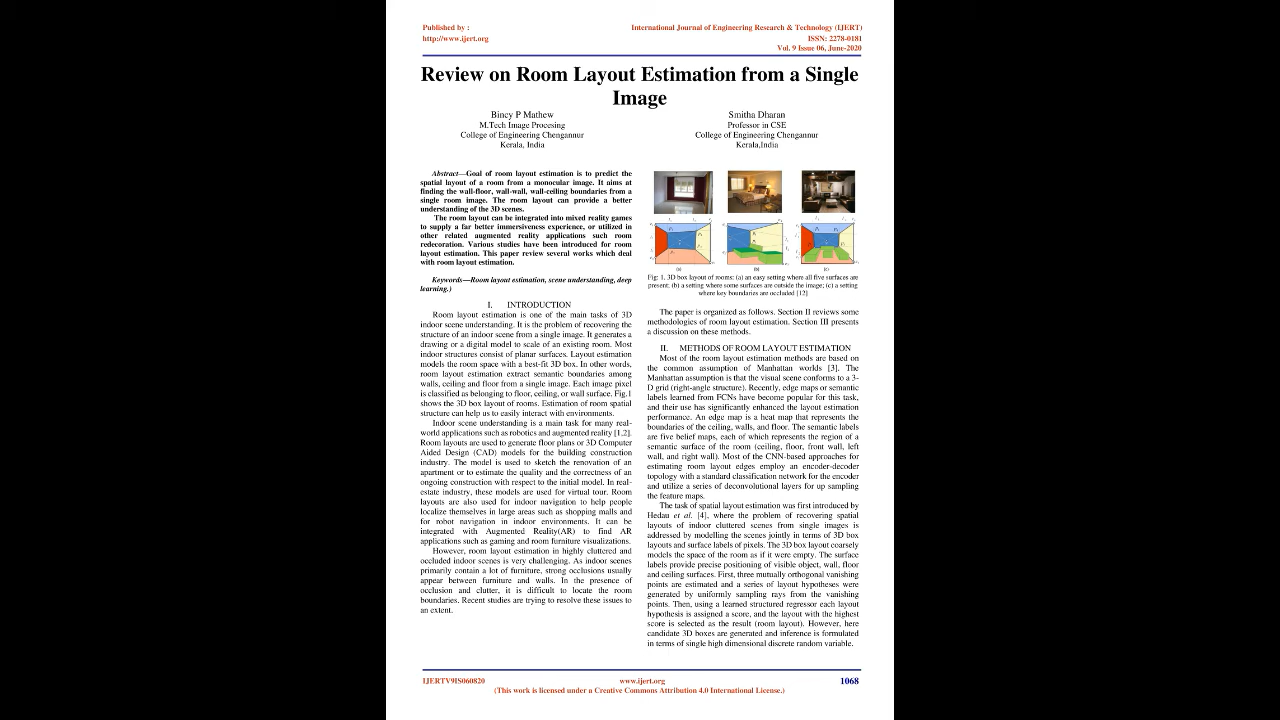 Published by :
http://www.ijert.org
International Journal of Engineering Research & Technology (IJERT)
ISSN: 2278-0181
Vol. 9 Issue 06, June-2020
Review on Room Layout Estimation from a Single
Image
Bincy P Mathew
M.Tech Image Procesing
College of Engineering Chengannur
Kerala, India
Smitha Dharan
Professor in CSE
College of Engineering Chengannur
Kerala,India
Abstract—Goal of room layout estimation is to predict the
spatial layout of a room from a monocular image. It aims at
finding the wall-floor, wall-wall, wall-ceiling boundaries from a
single room image. The room layout can provide a better
understanding of the 3D scenes.
The room layout can be integrated into mixed reality games
to supply a far better immersiveness experience, or utilized in
other related augmented reality applications such room
redecoration. Various studies have been introduced for room
layout estimation. This paper review several works which deal
with room layout estimation.
Keywords—Room layout estimation, scene understanding, deep
learning.)
I. INTRODUCTION
Room layout estimation is one of the main tasks of 3D
indoor scene understanding. It is the problem of recovering the
structure of an indoor scene from a single image. It generates a
drawing or a digital model to scale of an existing room. Most
indoor structures consist of planar surfaces. Layout estimation
models the room space with a best-fit 3D box. In other words,
room layout estimation extract semantic boundaries among
walls, ceiling and floor from a single image. Each image pixel
is classified as belonging to floor, ceiling, or wall surface. Fig.1
shows the 3D box layout of rooms. Estimation of room spatial
structure can help us to easily interact with environments.
Indoor scene understanding is a main task for many real-
world applications such as robotics and augmented reality [1,2].
Room layouts are used to generate floor plans or 3D Computer
Aided Design (CAD) models for the building construction
industry. The model is used to sketch the renovation of an
apartment or to estimate the quality and the correctness of an
ongoing construction with respect to the initial model. In real-
estate industry, these models are used for virtual tour. Room
layouts are also used for indoor navigation to help people
localize themselves in large areas such as shopping malls and
for robot navigation in indoor environments. It can be
integrated with Augmented Reality(AR) to find AR
applications such as gaming and room furniture visualizations.
However, room layout estimation in highly cluttered and
occluded indoor scenes is very challenging. As indoor scenes
primarily contain a lot of furniture, strong occlusions usually
appear between furniture and walls. In the presence of
occlusion and clutter, it is difficult to locate the room
boundaries. Recent studies are trying to resolve these issues to
an extent.
(a) (b) (c)
Fig: 1. 3D box layout of rooms: (a) an easy setting where all five surfaces are
present; (b) a setting where some surfaces are outside the image; (c) a setting
where key boundaries are occluded [12]
The paper is organized as follows. Section II reviews some
methodologies of room layout estimation. Section III presents
a discussion on these methods.
II. METHODS OF ROOM LAYOUT ESTIMATION
Most of the room layout estimation methods are based on
the common assumption of Manhattan worlds [3]. The
Manhattan assumption is that the visual scene conforms to a 3-
D grid (right-angle structure). Recently, edge maps or semantic
labels learned from FCNs have become popular for this task,
and their use has significantly enhanced the layout estimation
performance. An edge map is a heat map that represents the
boundaries of the ceiling, walls, and floor. The semantic labels
are five belief maps, each of which represents the region of a
semantic surface of the room (ceiling, floor, front wall, left
wall, and right wall). Most of the CNN-based approaches for
estimating room layout edges employ an encoder-decoder
topology with a standard classification network for the encoder
and utilize a series of deconvolutional layers for up sampling
the feature maps.
The task of spatial layout estimation was first introduced by
Hedau et al. [4], where the problem of recovering spatial
layouts of indoor cluttered scenes from single images is
addressed by modelling the scenes jointly in terms of 3D box
layouts and surface labels of pixels. The 3D box layout coarsely
models the space of the room as if it were empty. The surface
labels provide precise positioning of visible object, wall, floor
and ceiling surfaces. First, three mutually orthogonal vanishing
points are estimated and a series of layout hypotheses were
generated by uniformly sampling rays from the vanishing
points. Then, using a learned structured regressor each layout
hypothesis is assigned a score, and the layout with the highest
score is selected as the result (room layout). However, here
candidate 3D boxes are generated and inference is formulated
in terms of single high dimensional discrete random variable.
IJERTV9IS060820
www.ijert.org
1068
(This work is licensed under a Creative Commons Attribution 4.0 International License.)